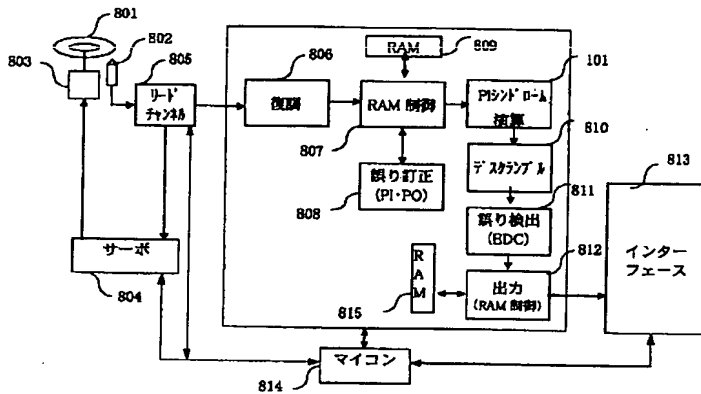 801
802
803
805
リード
チャンネル
806
復調
RAM
809
RAM 制御
807
101
PIシンドローム
演算
810
デスクランブル
813
誤り訂正
(PI・PO)
808
811
誤り検出
(EDC)
812
インター
フェース
サーボ
804
RAM
815
出力
(RAM 制御)
マイコン
814